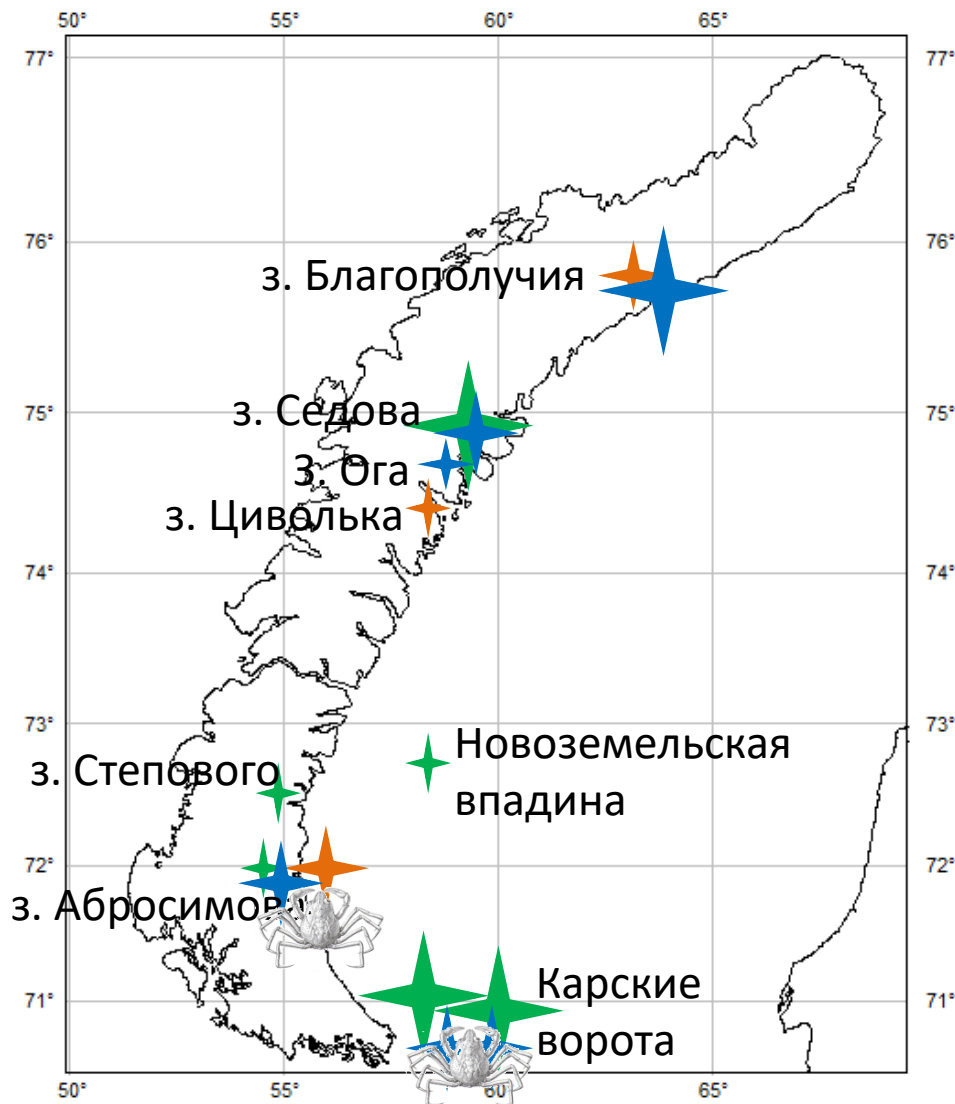 50° 55° 60° 65°
77° 77°
76° 76°
з. Благополучия
75° 75°
з. Седова
З. Ога
з. Циволька
74° 74°
73° 73°
Новоземельская
впадина
з. Степового
72° 72°
з. Абросимова
71° 71°
Карские
ворота
50° 55° 60° 65°